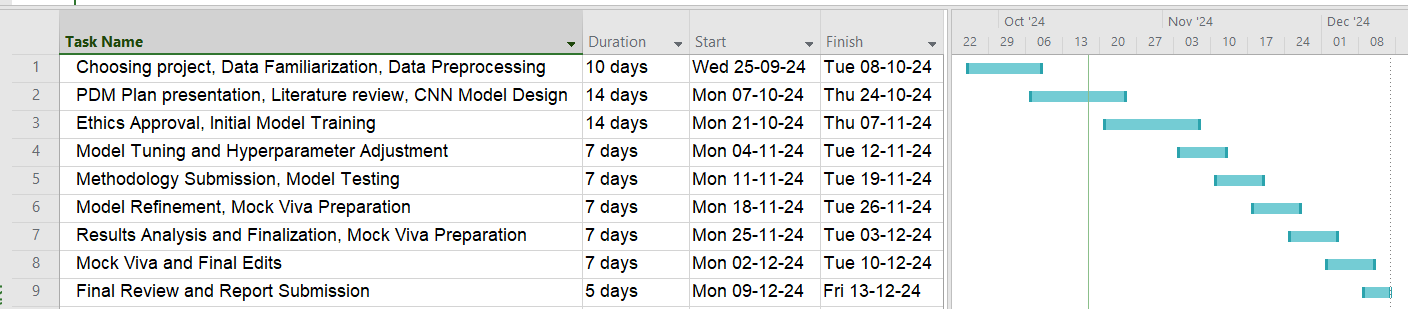 Oct '24 Nov '24 Dec '24
Task Name Duration Start Finish 22 29 06 13 20 27 03 10 17 24 01 08
1 Choosing project, Data Familiarization, Data Preprocessing 10 days Wed 25-09-24 Tue 08-10-24
2 PDM Plan presentation, Literature review, CNN Model Design 14 days Mon 07-10-24 Thu 24-10-24
3 Ethics Approval, Initial Model Training 14 days Mon 21-10-24 Thu 07-11-24
4 Model Tuning and Hyperparameter Adjustment 7 days Mon 04-11-24 Tue 12-11-24
5 Methodology Submission, Model Testing 7 days Mon 11-11-24 Tue 19-11-24
6 Model Refinement, Mock Viva Preparation 7 days Mon 18-11-24 Tue 26-11-24
7 Results Analysis and Finalization, Mock Viva Preparation 7 days Mon 25-11-24 Tue 03-12-24
8 Mock Viva and Final Edits 7 days Mon 02-12-24 Tue 10-12-24
9 Final Review and Report Submission 5 days Mon 09-12-24 Fri 13-12-24